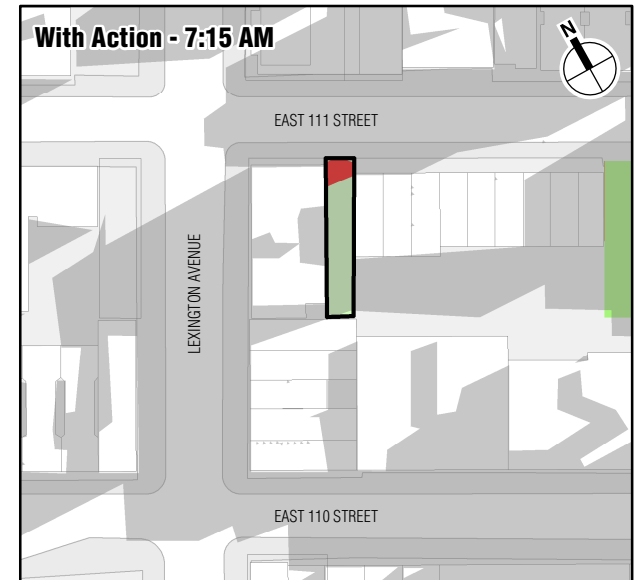 With Action - 7:15 AM
N
EAST 111 STREET
LEXINGTON AVENUE
EAST 110 STREET